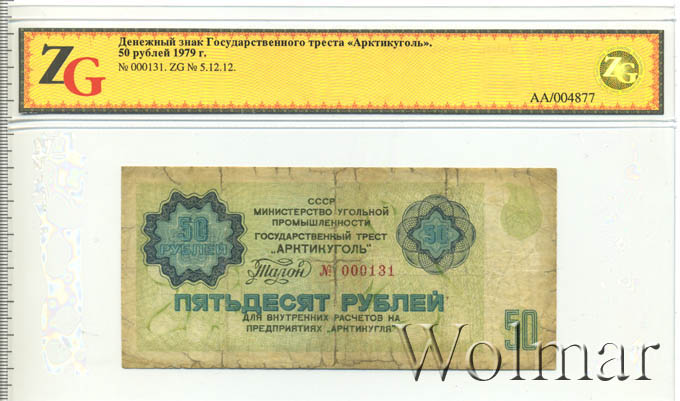 ZG
Денежный знак Государственного треста «Арктикуголь».
50 рублей 1979 г.
№ 000131. ZG № 5.12.12.
ZG
АА/004877
СССР
МИНИСТЕРСТВО УГОЛЬНОЙ
ПРОМЫШЛЕННОСТИ
ГОСУДАРСТВЕННЫЙ ТРЕСТ
„АРКТИКУГОЛЬ"
50
РУБЛЕЙ
50
Талон № 000131
ПЯТЬДЕСЯТ РУБЛЕЙ
ДЛЯ ВНУТРЕННИХ РАСЧЕТОВ НА
ПРЕДПРИЯТИЯХ „АРКТИКУГЛЯ"
50
Wolmar